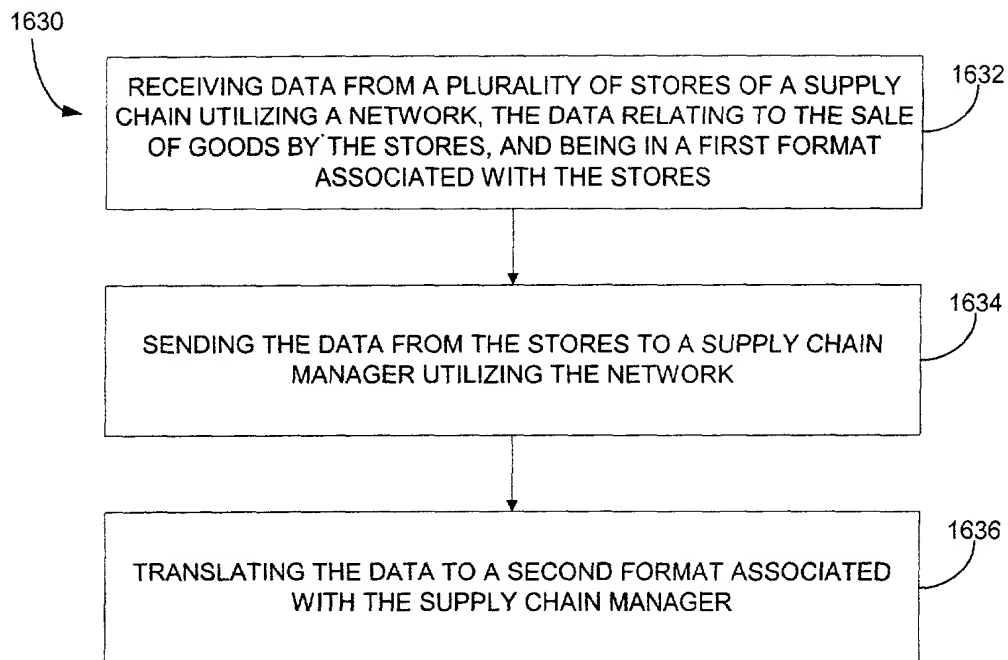 1630
RECEIVING DATA FROM A PLURALITY OF STORES OF A SUPPLY
CHAIN UTILIZING A NETWORK, THE DATA RELATING TO THE SALE
OF GOODS BY THE STORES, AND BEING IN A FIRST FORMAT
ASSOCIATED WITH THE STORES
1632
SENDING THE DATA FROM THE STORES TO A SUPPLY CHAIN
MANAGER UTILIZING THE NETWORK
1634
TRANSLATING THE DATA TO A SECOND FORMAT ASSOCIATED
WITH THE SUPPLY CHAIN MANAGER
1636